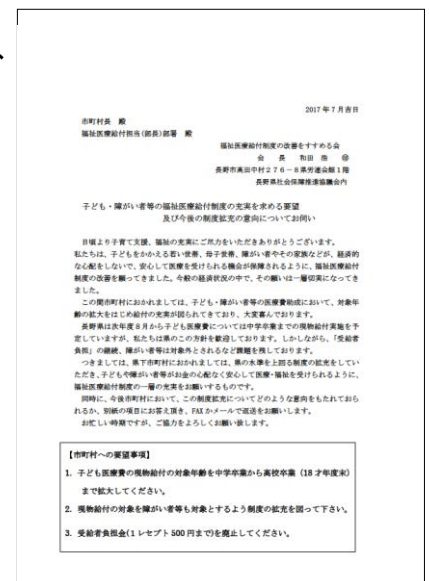 2017年7月吉日
市町村長　殿
福祉医療給付担当(部長)部署　殿
福祉医療給付制度の改善をすすめる会
会　長　和田　浩　㊞
長野市高田中村276－8県労連会館1階
長野県社会保障推進協議会内
子ども・障がい者等の福祉医療給付制度の充実を求める要望
及び今後の制度拡充の意向についてお伺い
日頃より子育て支援、福祉の充実にご尽力をいただきありがとうございます。
私たちは、子どもをかかえる若い世帯、母子世帯、障がい者やその家族などが、経済的
な心配をしないで、安心して医療を受けられる機会が保障されるように、福祉医療給付
制度の改善を願ってきました。今般の経済状況の中で、その願いは一層切実になってき
ました。
この間市町村におかれましては、子ども・障がい者等の医療費助成において、対象年
齢の拡大をはじめ給付の充実が図られてきており、大変喜んでおります。
長野県は次年度8月から子ども医療費については中学卒業までの現物給付実施を予
定していますが、私たちは県のこの方針を歓迎しております。しかしながら、「受給者
負担」の継続、障がい者等は対象外とされるなど課題を残しております。
つきましては、県下市町村におかれましては、県の水準を上回る制度の拡充をしてい
ただき、子どもや障がい者等がお金の心配なく安心して医療・福祉を受けられるように、
福祉医療給付制度の一層の充実をお願いするものです。
同時に、今後市町村において、この制度拡充についてどのような意向をもたれておら
れるか、別紙の項目にお答え頂き、FAXかメールで返送をお願いします。
お忙しい時期ですが、ご協力をよろしくお願い致します。
【市町村への要望事項】
1. 子ども医療費の現物給付の対象年齢を中学卒業から高校卒業（18才年度末）
まで拡大してください。
2. 現物給付の対象を障がい者等も対象とするよう制度の拡充を図って下さい。
3. 受給者負担金(1レセプト500円まで)を廃止してください。